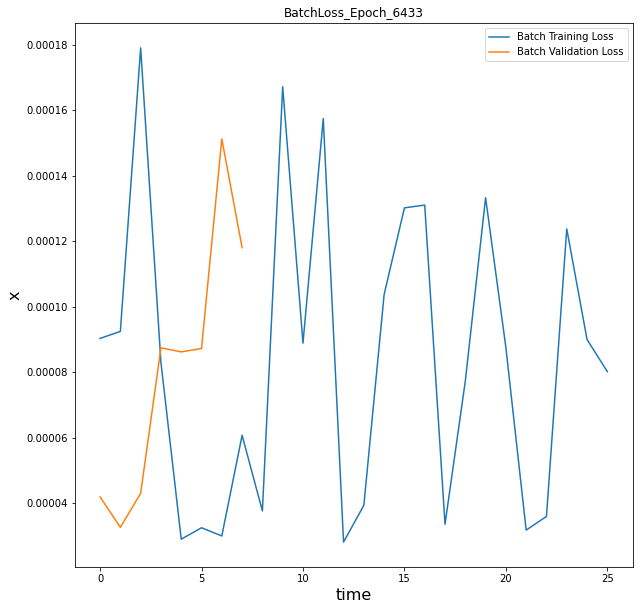 BatchLoss_Epoch_6433
Batch Training Loss
Batch Validation Loss
0.00018
0.00016
0.00014
0.00012
0.00010
0.00008
0.00006
0.00004
x
0 5 10 15 20 25
time